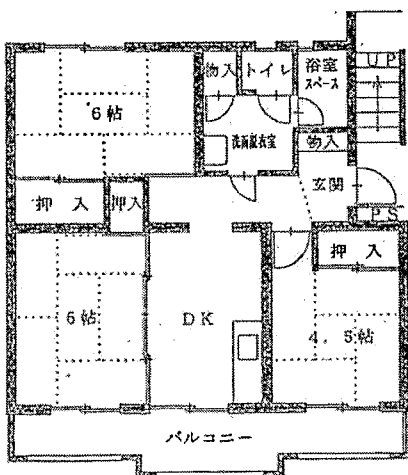 物入
トイレ
浴室
スペース
UP
6帖
洗面脱衣室
物入
玄関
押入
押入
PS
押入
6帖
DK
4.5帖
バルコニー